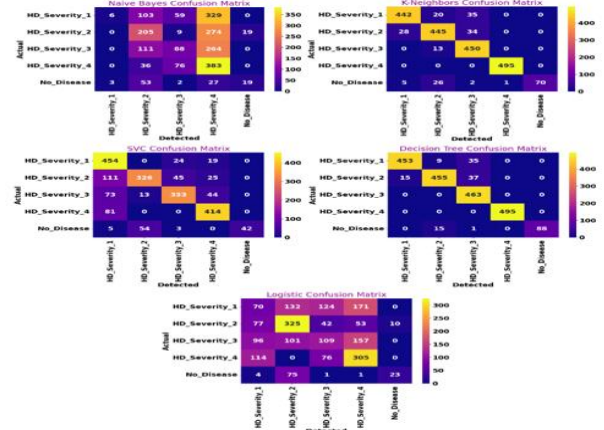 Naive Bayes Confusion Matrix
HD_Severity_1 6 103 59 329 0
HD_Severity_2 0 205 9 274 19
HD_Severity_3 0 111 88 264 0
HD_Severity_4 0 36 76 383 0
No_Disease 3 53 2 27 19
350
300
250
200
150
100
50
0
Actual
HD_Severity_1 HD_Severity_2 HD_Severity_3 HD_Severity_4 No_Disease
Detected
K-Neighbors Confusion Matrix
HD_Severity_1 442 20 35 0 0
HD_Severity_2 28 445 34 0 0
HD_Severity_3 0 13 450 0 0
HD_Severity_4 0 0 0 495 0
No_Disease 5 26 2 1 70
400
300
200
100
0
Actual
HD_Severity_1 HD_Severity_2 HD_Severity_3 HD_Severity_4 No_Disease
Detected
SVC Confusion Matrix
HD_Severity_1 454 0 24 19 0
HD_Severity_2 111 326 45 25 0
HD_Severity_3 73 13 333 44 0
HD_Severity_4 81 0 0 414 0
No_Disease 5 54 3 0 42
400
300
200
100
0
Actual
HD_Severity_1 HD_Severity_2 HD_Severity_3 HD_Severity_4 No_Disease
Detected
Decision Tree Confusion Matrix
HD_Severity_1 453 9 35 0 0
HD_Severity_2 15 455 37 0 0
HD_Severity_3 0 0 463 0 0
HD_Severity_4 0 0 0 495 0
No_Disease 0 15 1 0 88
400
300
200
100
0
Actual
HD_Severity_1 HD_Severity_2 HD_Severity_3 HD_Severity_4 No_Disease
Detected
Logistic Confusion Matrix
HD_Severity_1 70 132 124 171 0
HD_Severity_2 77 325 42 53 10
HD_Severity_3 96 101 109 157 0
HD_Severity_4 114 0 76 305 0
No_Disease 4 75 1 1 23
300
250
200
150
100
50
0
Actual
HD_Severity_1 HD_Severity_2 HD_Severity_3 HD_Severity_4 No_Disease